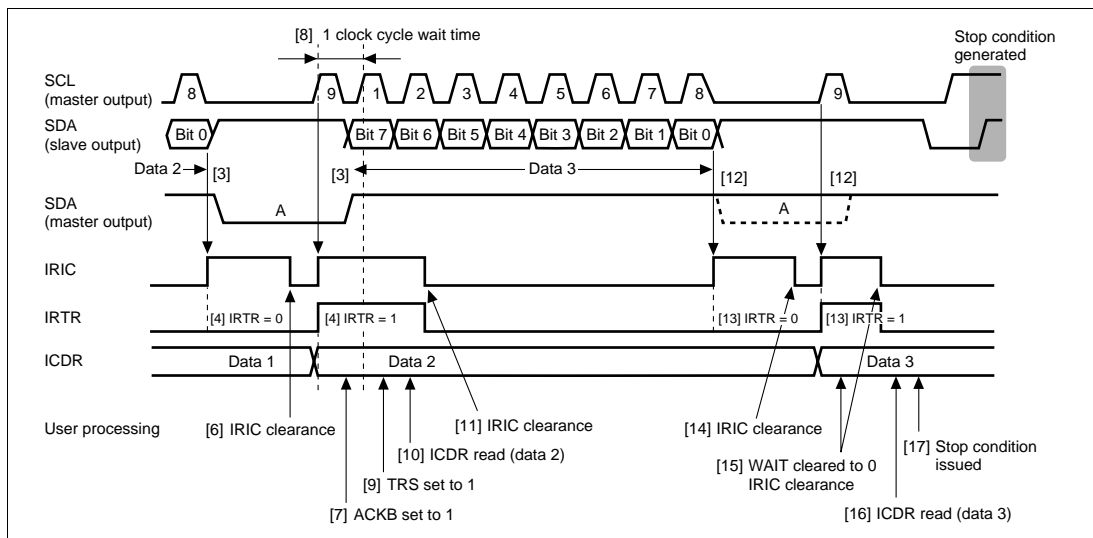 [8] 1 clock cycle wait time
Stop condition
generated
SCL
(master output)
8 9 1 2 3 4 5 6 7 8 9
SDA
(slave output)
Bit 0 Bit 7 Bit 6 Bit 5 Bit 4 Bit 3 Bit 2 Bit 1 Bit 0
Data 2 [3] [3] Data 3 [12] [12]
SDA
(master output)
A A
IRIC
IRTR
[4] IRTR = 0 [4] IRTR = 1 [13] IRTR = 0 [13] IRTR = 1
ICDR Data 1 Data 2 Data 3
User processing
[6] IRIC clearance
[11] IRIC clearance
[14] IRIC clearance
[10] ICDR read (data 2)
[17] Stop condition
issued
[15] WAIT cleared to 0
IRIC clearance
[9] TRS set to 1
[16] ICDR read (data 3)
[7] ACKB set to 1